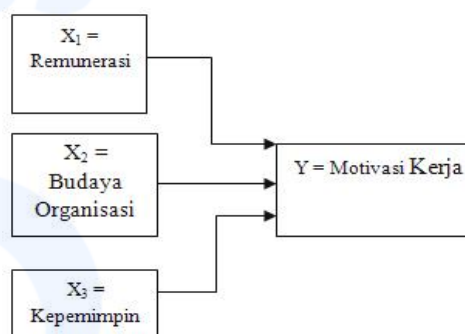 X₁ =
Remunerasi
X₂ =
Budaya
Organisasi
Y = Motivasi Kerja
X₃ =
Kepemimpin